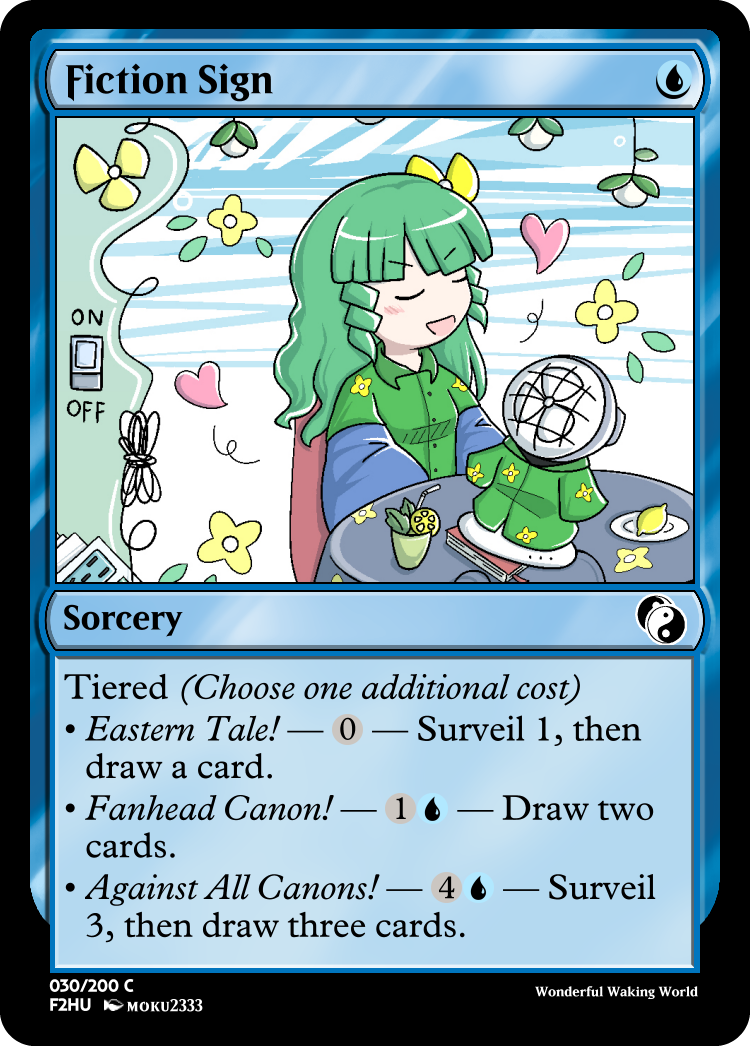 Fiction Sign
ON
OFF
Sorcery
Tiered (Choose one additional cost)
• Eastern Tale! — 0 — Surveil 1, then
draw a card.
• Fanhead Canon! — 1 — Draw two
cards.
• Against All Canons! — 4 — Surveil
3, then draw three cards.
030/200 C
F2HU MOKU2333
Wonderful Waking World